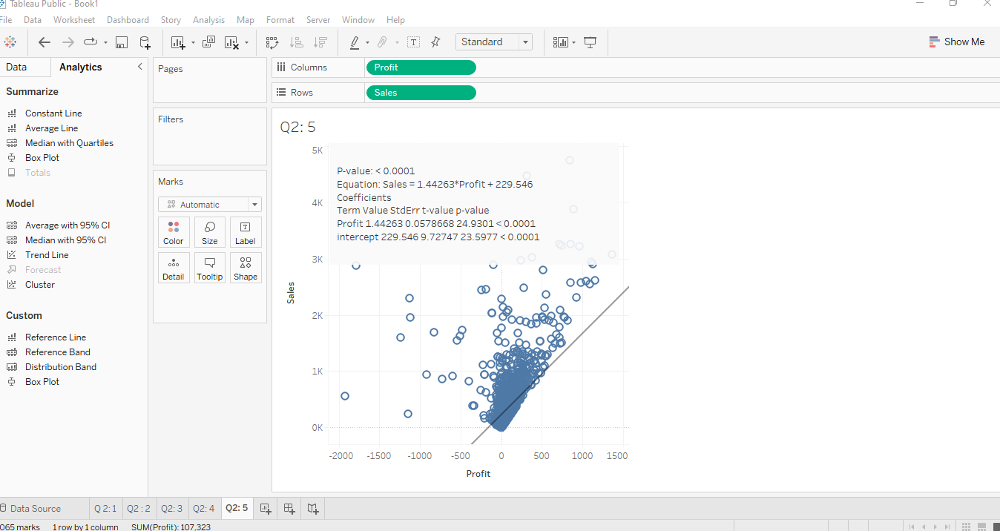 Tableau Public - Book1
File Data Worksheet Dashboard Story Analysis Map Format Server Window Help
Standard
Show Me
Data Analytics
Pages
Columns Profit
Rows Sales
Summarize
Constant Line
Average Line
Median with Quartiles
Box Plot
Totals
Model
Average with 95% CI
Median with 95% CI
Trend Line
Forecast
Cluster
Custom
Reference Line
Reference Band
Distribution Band
Box Plot
Filters
Marks
Automatic
Color Size Label
Detail Tooltip Shape
Q2: 5
P-value: < 0.0001
Equation: Sales = 1.44263*Profit + 229.546
Coefficients
Term Value StdErr t-value p-value
Profit 1.44263 0.0578668 24.9301 < 0.0001
intercept 229.546 9.72747 23.5977 < 0.0001
5K
4K
3K
2K
1K
0K
Sales
-2000 -1500 -1000 -500 0 500 1000 1500
Profit
Data Source Q 2: 1 Q2 : 2 Q2: 3 Q2: 4 Q2: 5
065 marks 1 row by 1 column SUM(Profit): 107,323